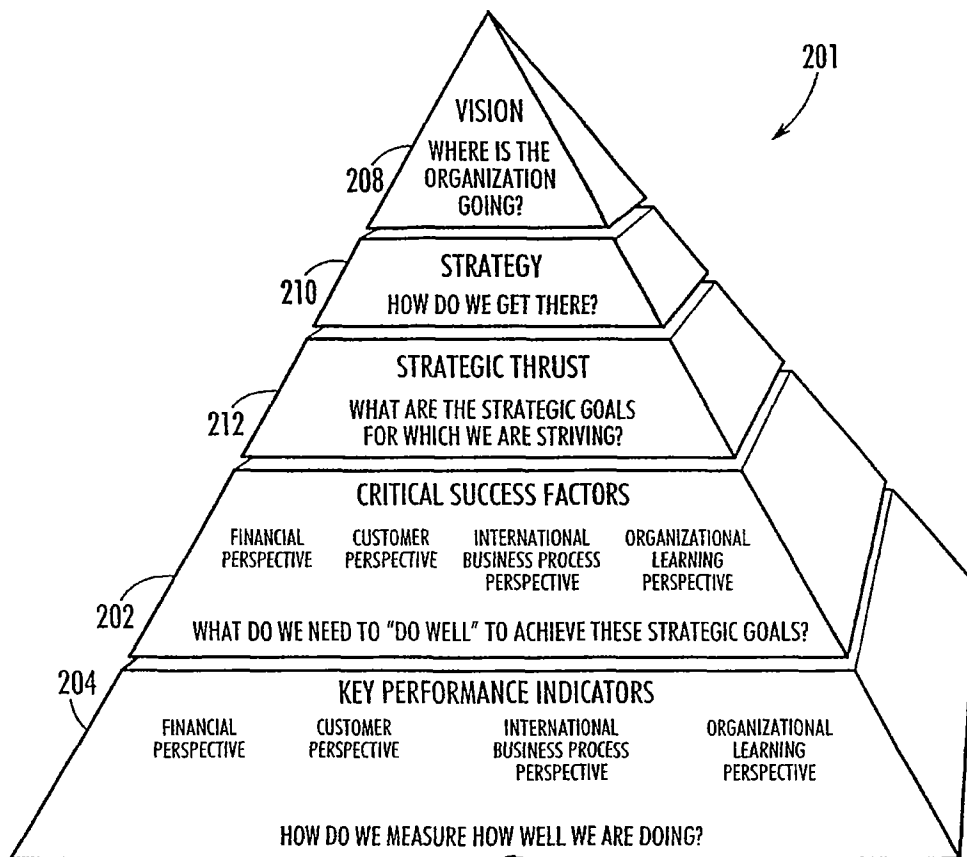 201
VISION
WHERE IS THE
ORGANIZATION
GOING?
208
STRATEGY
HOW DO WE GET THERE?
210
STRATEGIC THRUST
WHAT ARE THE STRATEGIC GOALS
FOR WHICH WE ARE STRIVING?
212
CRITICAL SUCCESS FACTORS
FINANCIAL
PERSPECTIVE
CUSTOMER
PERSPECTIVE
INTERNATIONAL
BUSINESS PROCESS
PERSPECTIVE
ORGANIZATIONAL
LEARNING
PERSPECTIVE
202
WHAT DO WE NEED TO "DO WELL" TO ACHIEVE THESE STRATEGIC GOALS?
204
KEY PERFORMANCE INDICATORS
FINANCIAL
PERSPECTIVE
CUSTOMER
PERSPECTIVE
INTERNATIONAL
BUSINESS PROCESS
PERSPECTIVE
ORGANIZATIONAL
LEARNING
PERSPECTIVE
HOW DO WE MEASURE HOW WELL WE ARE DOING?